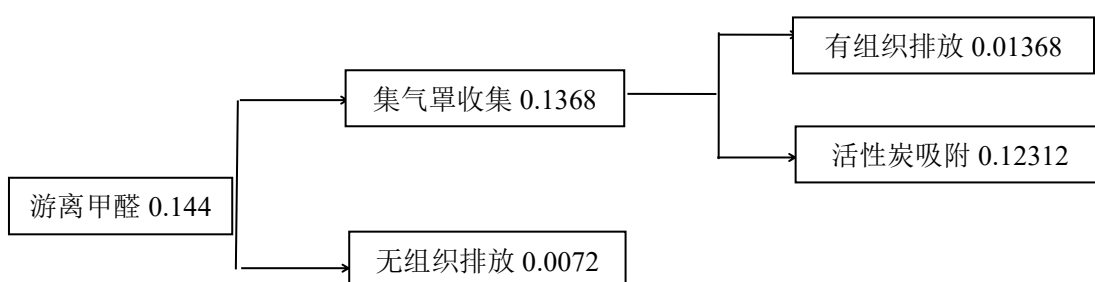 有组织排放 0.01368
集气罩收集 0.1368
活性炭吸附 0.12312
游离甲醛 0.144
无组织排放 0.0072